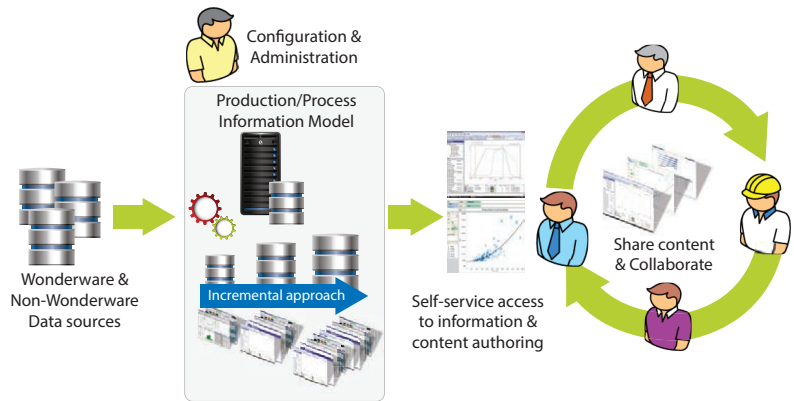 Configuration &
Administration
Production/Process
Information Model
Incremental approach
Wonderware &
Non-Wonderware
Data sources
Self-service access
to information &
content authoring
Share content
& Collaborate